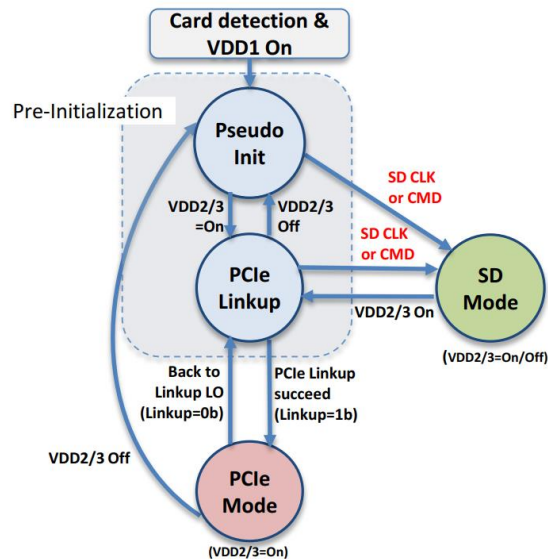 Card detection &
VDD1 On
Pre-Initialization
Pseudo
Init
SD CLK
or CMD
VDD2/3
=On
VDD2/3
Off
SD CLK
or CMD
PCIe
Linkup
SD
Mode
VDD2/3 On
(VDD2/3=On/Off)
Back to
Linkup LO
(Linkup=0b)
PCIe Linkup
succeed
(Linkup=1b)
VDD2/3 Off
PCIe
Mode
(VDD2/3=On)